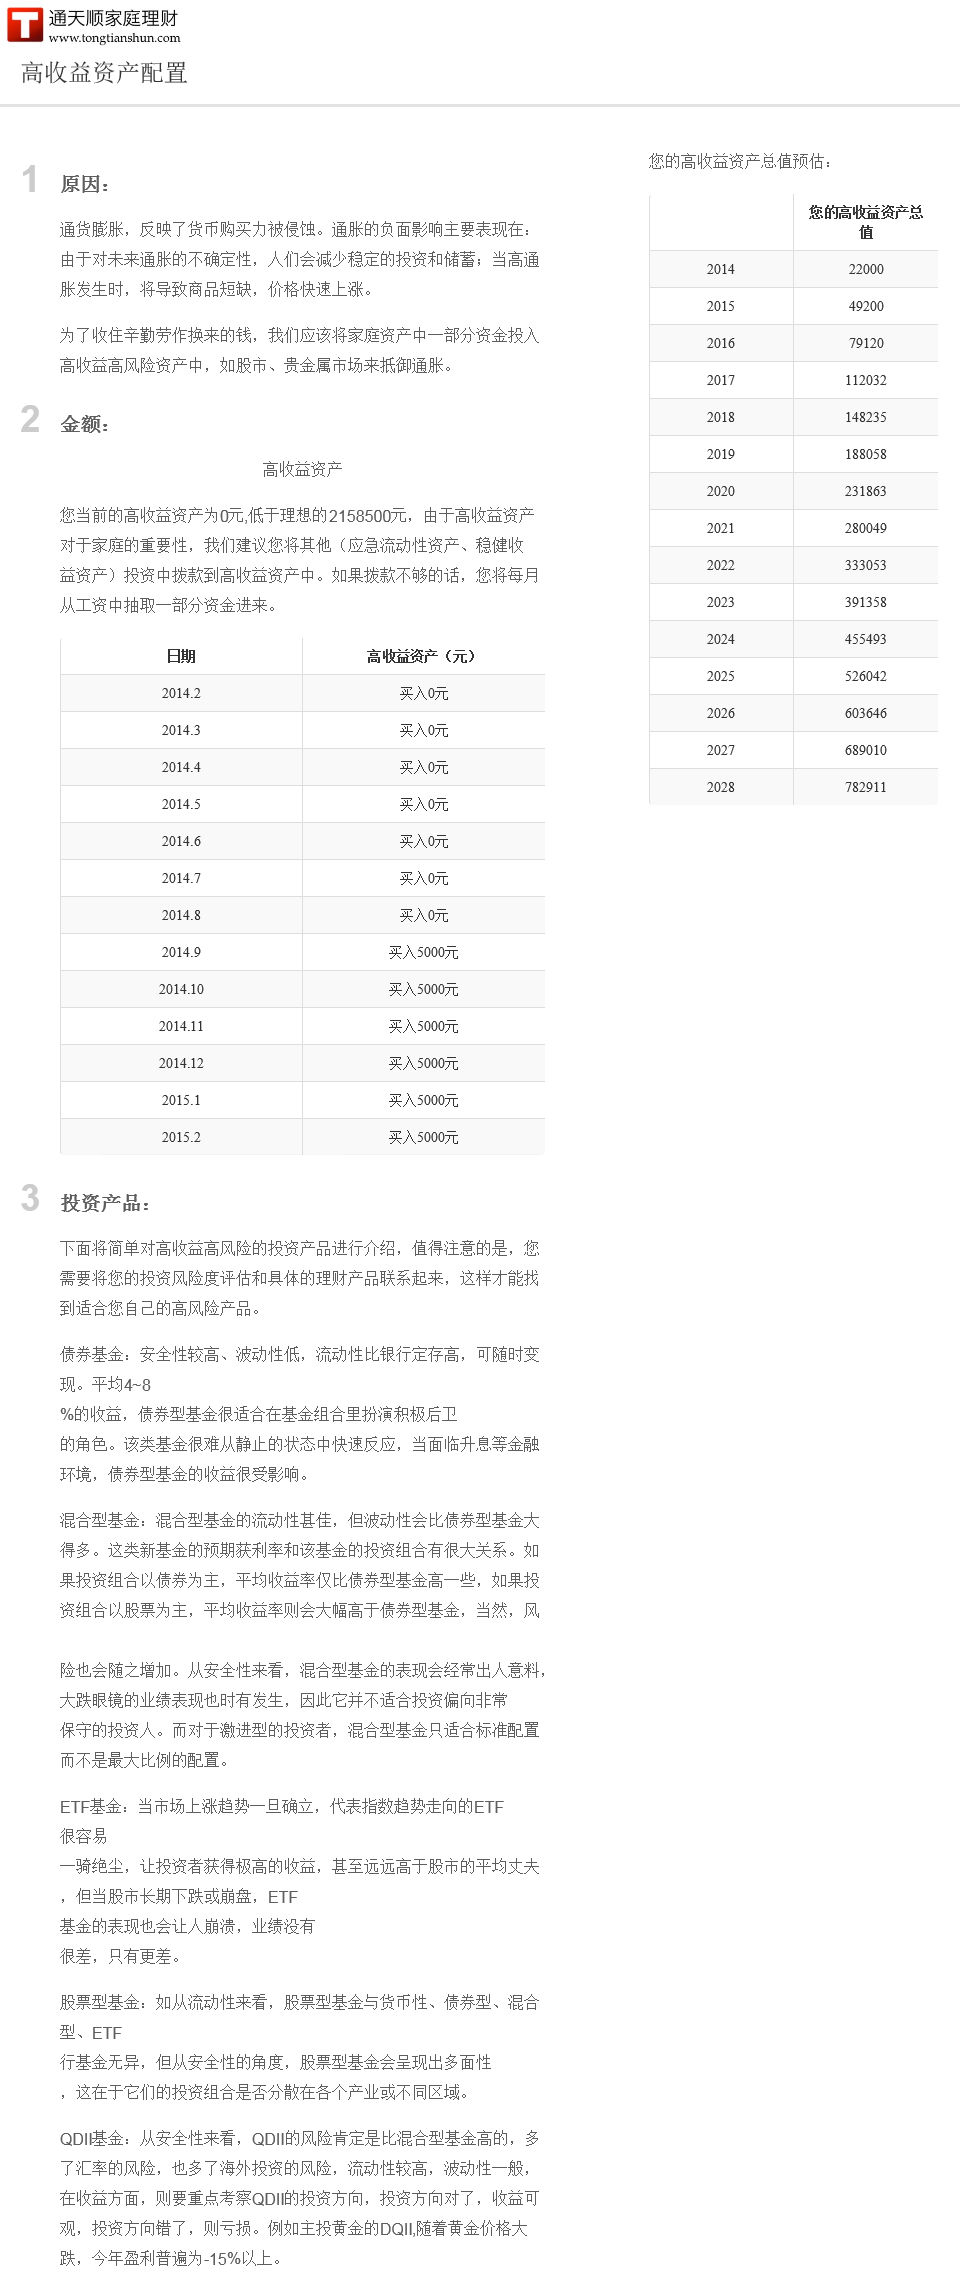 通天顺家庭理财
www.tongtianshun.com
高收益资产配置
1 原因：
通货膨胀，反映了货币购买力被侵蚀。通胀的负面影响主要表现在：
由于对未来通胀的不确定性，人们会减少稳定的投资和储蓄；当高通
胀发生时，将导致商品短缺，价格快速上涨。
为了收住辛勤劳作换来的钱，我们应该将家庭资产中一部分资金投入
高收益高风险资产中，如股市、贵金属市场来抵御通胀。
2 金额：
高收益资产
您当前的高收益资产为0元,低于理想的2158500元，由于高收益资产
对于家庭的重要性，我们建议您将其他（应急流动性资产、稳健收
益资产）投资中拨款到高收益资产中。如果拨款不够的话，您将每月
从工资中抽取一部分资金进来。
日期 高收益资产（元）
2014.2 买入0元
2014.3 买入0元
2014.4 买入0元
2014.5 买入0元
2014.6 买入0元
2014.7 买入0元
2014.8 买入0元
2014.9 买入5000元
2014.10 买入5000元
2014.11 买入5000元
2014.12 买入5000元
2015.1 买入5000元
2015.2 买入5000元
3 投资产品：
下面将简单对高收益高风险的投资产品进行介绍，值得注意的是，您
需要将您的投资风险度评估和具体的理财产品联系起来，这样才能找
到适合您自己的高风险产品。
债券基金：安全性较高、波动性低，流动性比银行定存高，可随时变
现。平均4~8
%的收益，债券型基金很适合在基金组合里扮演积极后卫
的角色。该类基金很难从静止的状态中快速反应，当面临升息等金融
环境，债券型基金的收益很受影响。
混合型基金：混合型基金的流动性甚佳，但波动性会比债券型基金大
得多。这类新基金的预期获利率和该基金的投资组合有很大关系。如
果投资组合以债券为主，平均收益率仅比债券型基金高一些，如果投
资组合以股票为主，平均收益率则会大幅高于债券型基金，当然，风
险也会随之增加。从安全性来看，混合型基金的表现会经常出人意料，
大跌眼镜的业绩表现也时有发生，因此它并不适合投资偏向非常
保守的投资人。而对于激进型的投资者，混合型基金只适合标准配置
而不是最大比例的配置。
ETF基金：当市场上涨趋势一旦确立，代表指数趋势走向的ETF
很容易
一骑绝尘，让投资者获得极高的收益，甚至远远高于股市的平均丈夫
，但当股市长期下跌或崩盘，ETF
基金的表现也会让人崩溃，业绩没有
很差，只有更差。
股票型基金：如从流动性来看，股票型基金与货币性、债券型、混合
型、ETF
行基金无异，但从安全性的角度，股票型基金会呈现出多面性
，这在于它们的投资组合是否分散在各个产业或不同区域。
QDII基金：从安全性来看，QDII的风险肯定是比混合型基金高的，多
了汇率的风险，也多了海外投资的风险，流动性较高，波动性一般，
在收益方面，则要重点考察QDII的投资方向，投资方向对了，收益可
观，投资方向错了，则亏损。例如主投黄金的DQII,随着黄金价格大
跌，今年盈利普遍为-15%以上。
您的高收益资产总值预估：
您的高收益资产总
值
2014 22000
2015 49200
2016 79120
2017 112032
2018 148235
2019 188058
2020 231863
2021 280049
2022 333053
2023 391358
2024 455493
2025 526042
2026 603646
2027 689010
2028 782911